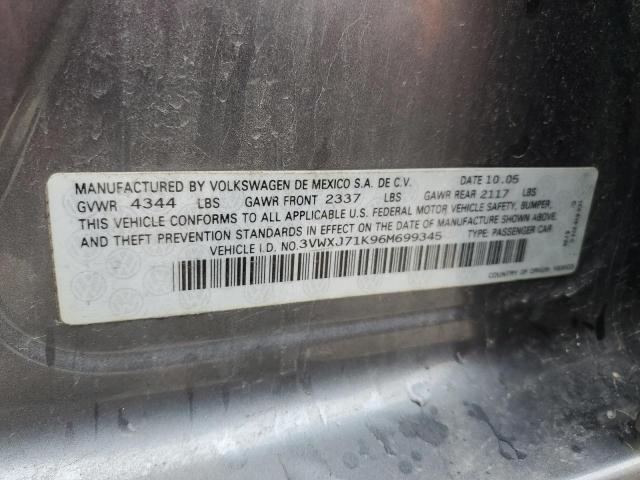 MANUFACTURED BY VOLKSWAGEN DE MEXICO S.A. DE C.V. DATE 10.05
GVWR 4344 LBS GAWR FRONT 2337 LBS GAWR REAR 2117 LBS
THIS VEHICLE CONFORMS TO ALL APPLICABLE U.S. FEDERAL MOTOR VEHICLE SAFETY, BUMPER,
AND THEFT PREVENTION STANDARDS IN EFFECT ON THE DATE OF MANUFACTURE SHOWN ABOVE.
VEHICLE I.D. NO. 3VWXJ71K96M699345 TYPE: PASSENGER CAR
COUNTRY OF ORIGIN: MEXICO